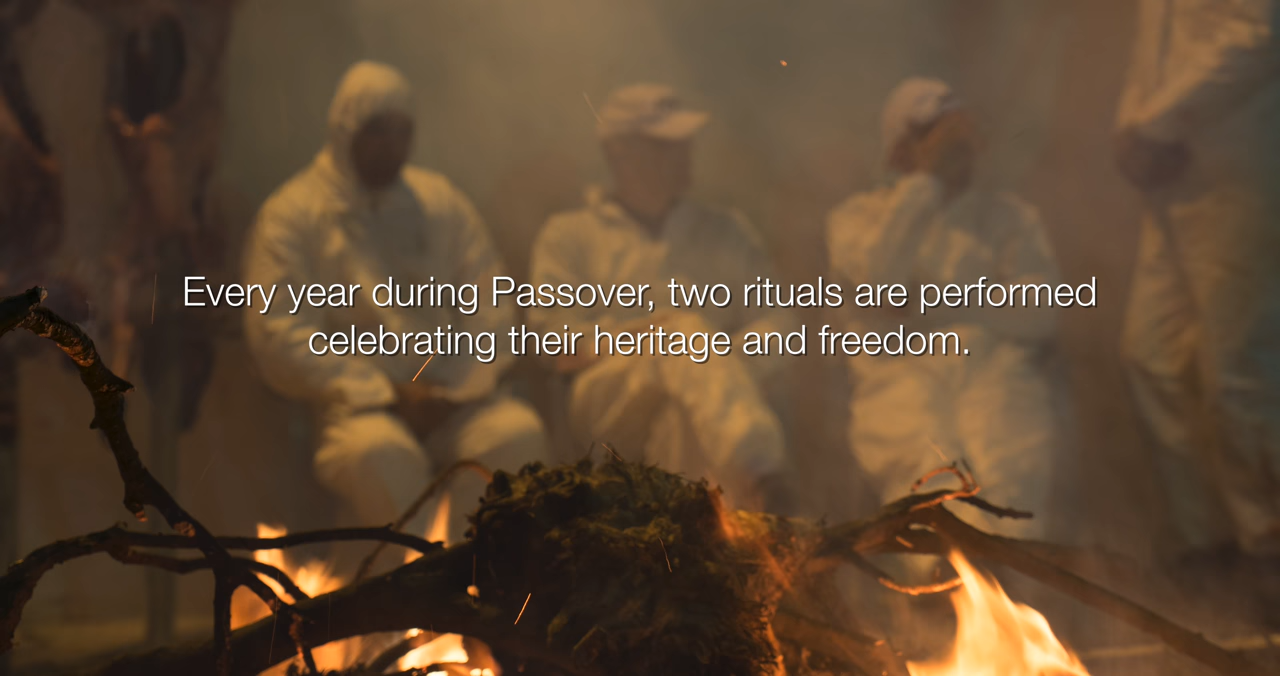 Every year during Passover, two rituals are performed
celebrating their heritage and freedom.